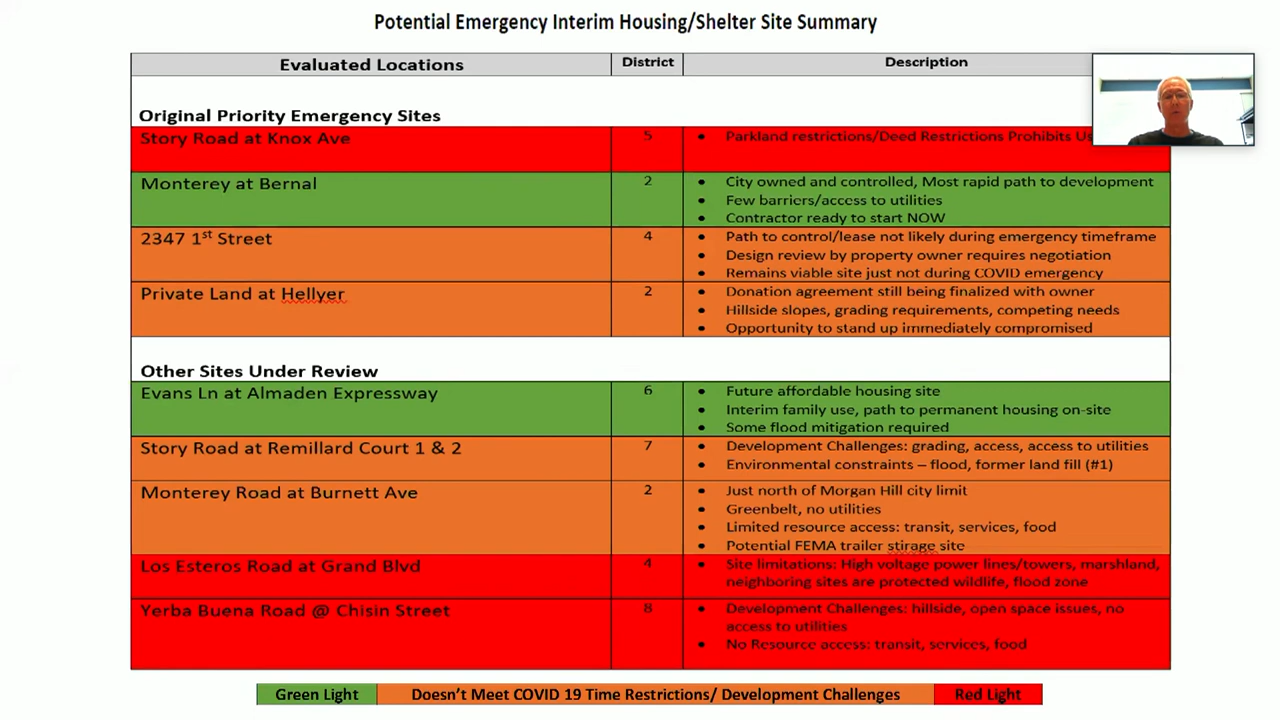 Potential Emergency Interim Housing/Shelter Site Summary
Evaluated Locations District Description
Original Priority Emergency Sites
Story Road at Knox Ave 5 • Parkland restrictions/Deed Restrictions Prohibits
Monterey at Bernal 2 • City owned and controlled, Most rapid path to development
• Few barriers/access to utilities
• Contractor ready to start NOW
2347 1st Street 4 • Path to control/lease not likely during emergency timeframe
• Design review by property owner requires negotiation
• Remains viable site just not during COVID emergency
Private Land at Hellyer 2 • Donation agreement still being finalized with owner
• Hillside slopes, grading requirements, competing needs
• Opportunity to stand up immediately compromised
Other Sites Under Review
Evans Ln at Almaden Expressway 6 • Future affordable housing site
• Interim family use, path to permanent housing on-site
• Some flood mitigation required
Story Road at Remillard Court 1 & 2 7 • Development Challenges: grading, access, access to utilities
• Environmental constraints – flood, former land fill (#1)
Monterey Road at Burnett Ave 2 • Just north of Morgan Hill city limit
• Greenbelt, no utilities
• Limited resource access: transit, services, food
• Potential FEMA trailer stirage site
Los Esteros Road at Grand Blvd 4 • Site limitations: High voltage power lines/towers, marshland,
neighboring sites are protected wildlife, flood zone
Yerba Buena Road @ Chisin Street 8 • Development Challenges: hillside, open space issues, no
access to utilities
• No Resource access: transit, services, food
Green Light Doesn't Meet COVID 19 Time Restrictions/ Development Challenges Red Light